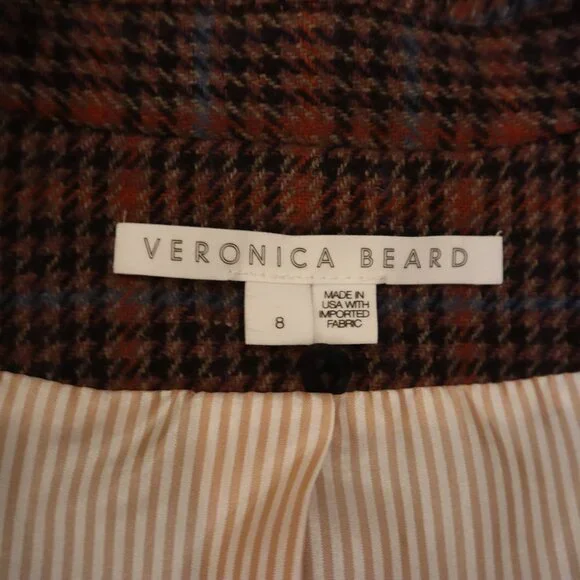 VERONICA BEARD
8
MADE IN
USA WITH
IMPORTED
FABRIC